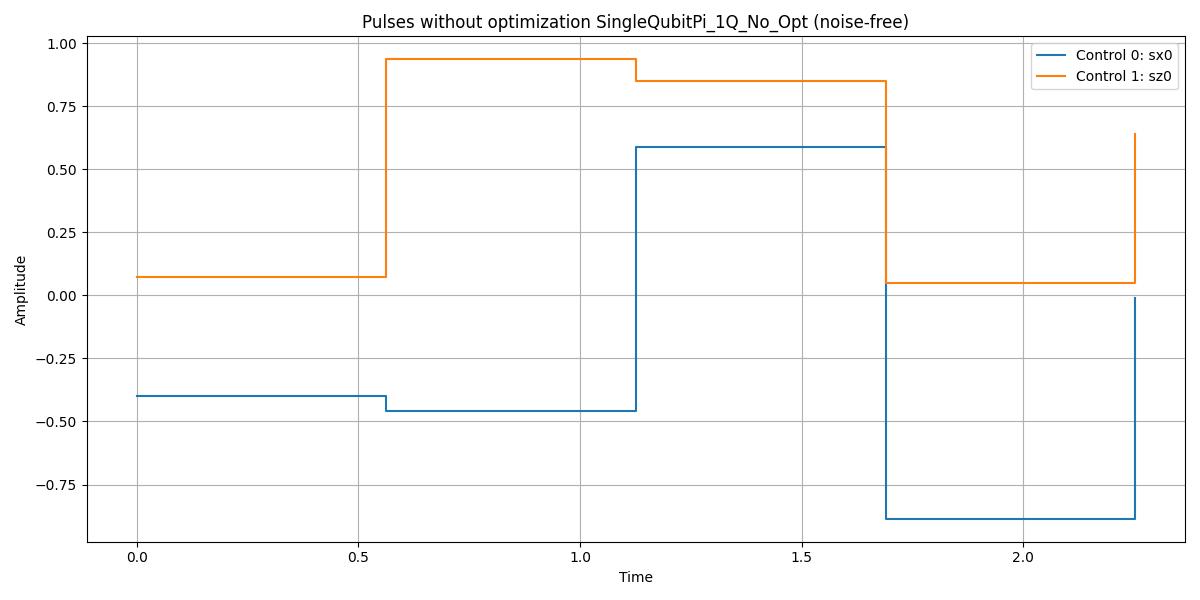 Pulses without optimization SingleQubitPi_1Q_No_Opt (noise-free)
Control 0: sx0
Control 1: sz0
Amplitude
1.00
0.75
0.50
0.25
0.00
−0.25
−0.50
−0.75
0.0 0.5 1.0 1.5 2.0
Time